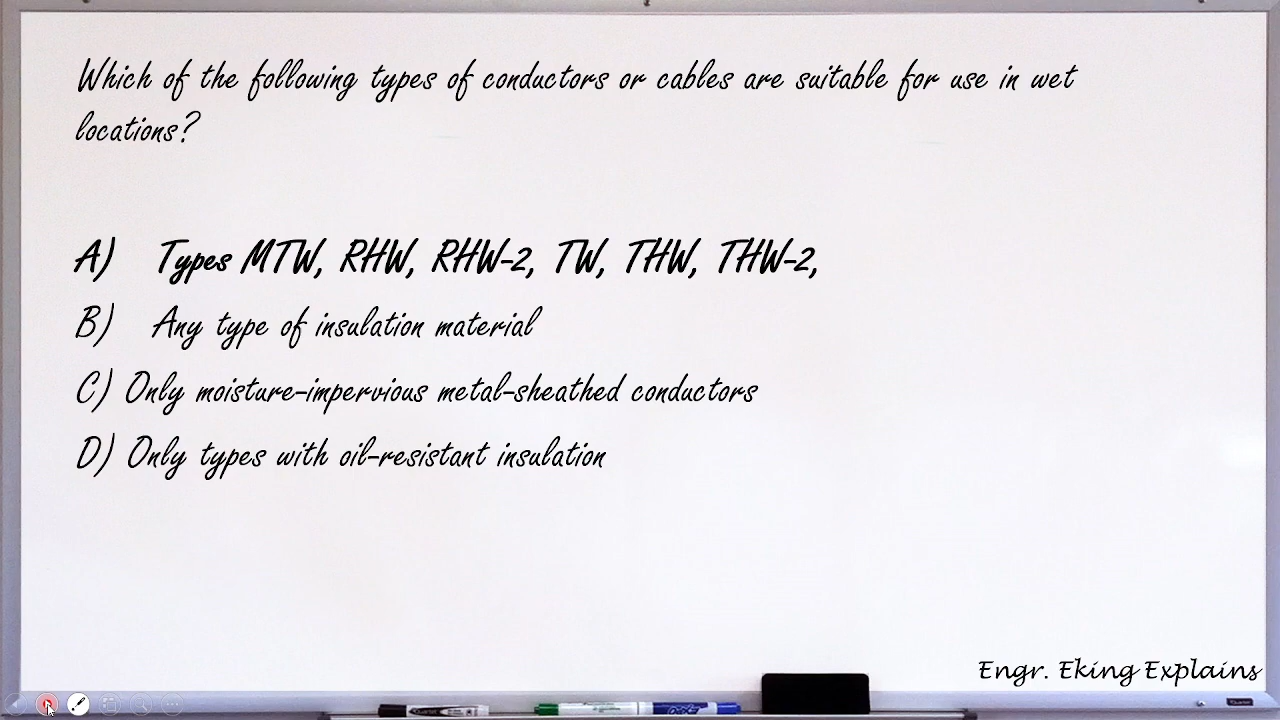 Which of the following types of conductors or cables are suitable for use in wet
locations?
A) Types MTW, RHW, RHW-2, TW, THW, THW-2,
B) Any type of insulation material
C) Only moisture-impervious metal-sheathed conductors
D) Only types with oil-resistant insulation
Engr. Eking Explains